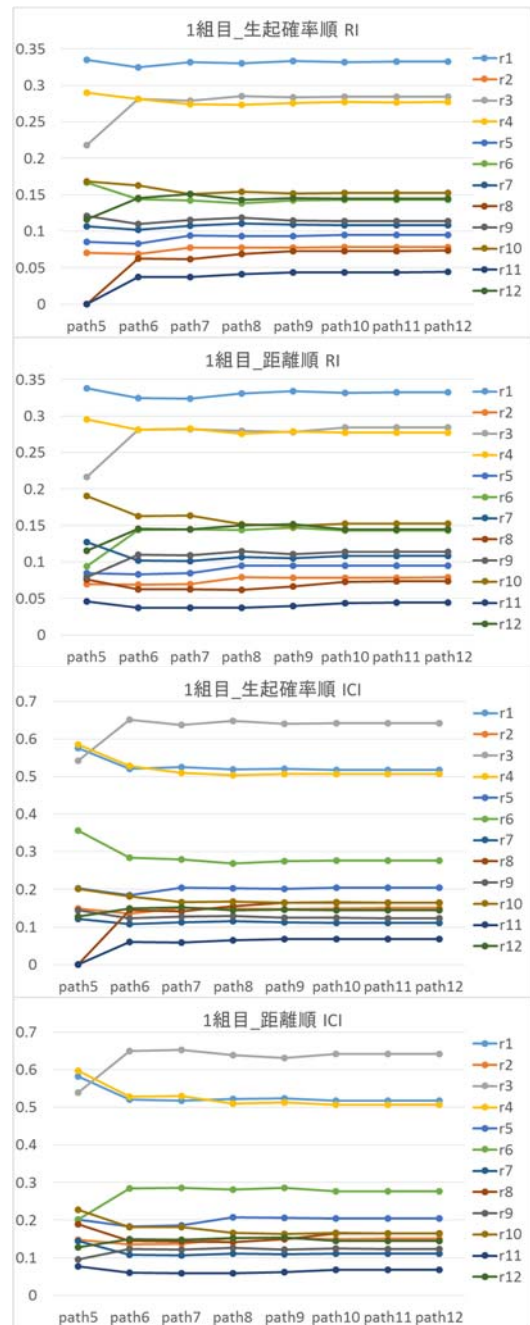 1組目_生起確率順 RI
0.35
0.3
0.25
0.2
0.15
0.1
0.05
0
path5 path6 path7 path8 path9 path10 path11 path12
r1
r2
r3
r4
r5
r6
r7
r8
r9
r10
r11
r12
1組目_距離順 RI
0.35
0.3
0.25
0.2
0.15
0.1
0.05
0
path5 path6 path7 path8 path9 path10 path11 path12
r1
r2
r3
r4
r5
r6
r7
r8
r9
r10
r11
r12
1組目_生起確率順 ICI
0.7
0.6
0.5
0.4
0.3
0.2
0.1
0
path5 path6 path7 path8 path9 path10 path11 path12
r1
r2
r3
r4
r5
r6
r7
r8
r9
r10
r11
r12
1組目_距離順 ICI
0.7
0.6
0.5
0.4
0.3
0.2
0.1
0
path5 path6 path7 path8 path9 path10 path11 path12
r1
r2
r3
r4
r5
r6
r7
r8
r9
r10
r11
r12